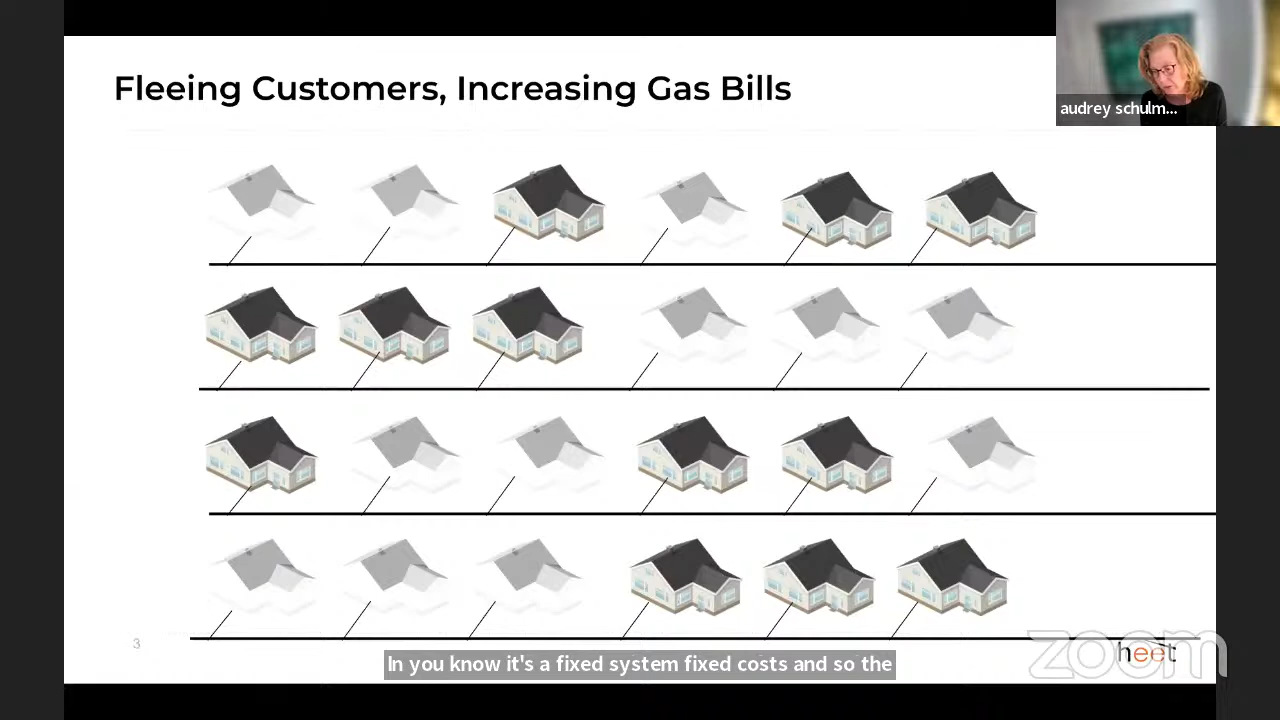 Fleeing Customers, Increasing Gas Bills
audrey schulm...
3
In you know it's a fixed system fixed costs and so the
zoom
heet